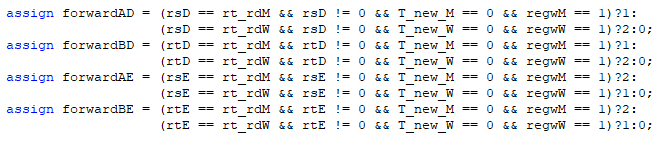 assign forwardAD = (rsD == rt_rdM && rsD != 0 && T_new_M == 0 && regwM == 1)?1:
(rsD == rt_rdW && rsD != 0 && T_new_W == 0 && regwW == 1)?2:0;
assign forwardBD = (rtD == rt_rdM && rtD != 0 && T_new_M == 0 && regwM == 1)?1:
(rtD == rt_rdW && rtD != 0 && T_new_W == 0 && regwW == 1)?2:0;
assign forwardAE = (rsE == rt_rdM && rsE != 0 && T_new_M == 0 && regwM == 1)?2:
(rsE == rt_rdW && rsE != 0 && T_new_W == 0 && regwW == 1)?1:0;
assign forwardBE = (rtE == rt_rdM && rtE != 0 && T_new_M == 0 && regwM == 1)?2:
(rtE == rt_rdW && rtE != 0 && T_new_W == 0 && regwW == 1)?1:0;